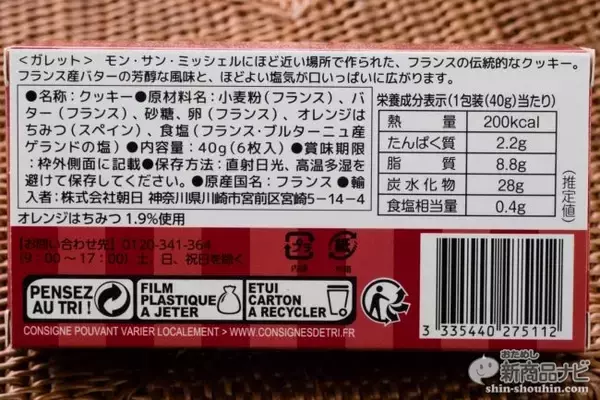 <ガレット> モン・サン・ミッシェルにほど近い場所で作られた、フランスの伝統的なクッキー。
フランス産バターの芳醇な風味と、ほどよい塩気が口いっぱいに広がります。
●名称:クッキー●原材料名:小麦粉(フランス)、バ
ター(フランス)、砂糖、卵(フランス)、オレンジは
ちみつ(スペイン)、食塩(フランス・ブルターニュ産
ゲランドの塩)●内容量:40g(6枚入)●賞味期限
:枠外側面に記載●保存方法:直射日光、高温多湿を
避けて保存してください。●原産国名:フランス●輸
入者:株式会社朝日 神奈川県川崎市宮前区宮崎5-14-4
オレンジはちみつ 1.9%使用
栄養成分表示(1包装(40g)当たり)
熱量 200kcal
たんぱく質 2.2g
脂質 8.8g
炭水化物 28g
食塩相当量 0.4g
(推定値)
【お問い合わせ先】0120-341-364
(9:00~17:00)土、日、祝日を除く
プラ
内袋
紙
PENSEZ
AU TRI !
FILM
PLASTIQUE
A JETER
ETUI
CARTON
A RECYCLER
CONSIGNE POUVANT VARIER LOCALEMENT > WWW.CONSIGNESDETRI.FR
3 335440 275112
おためし
新商品ナビ
shin-shouhin.com